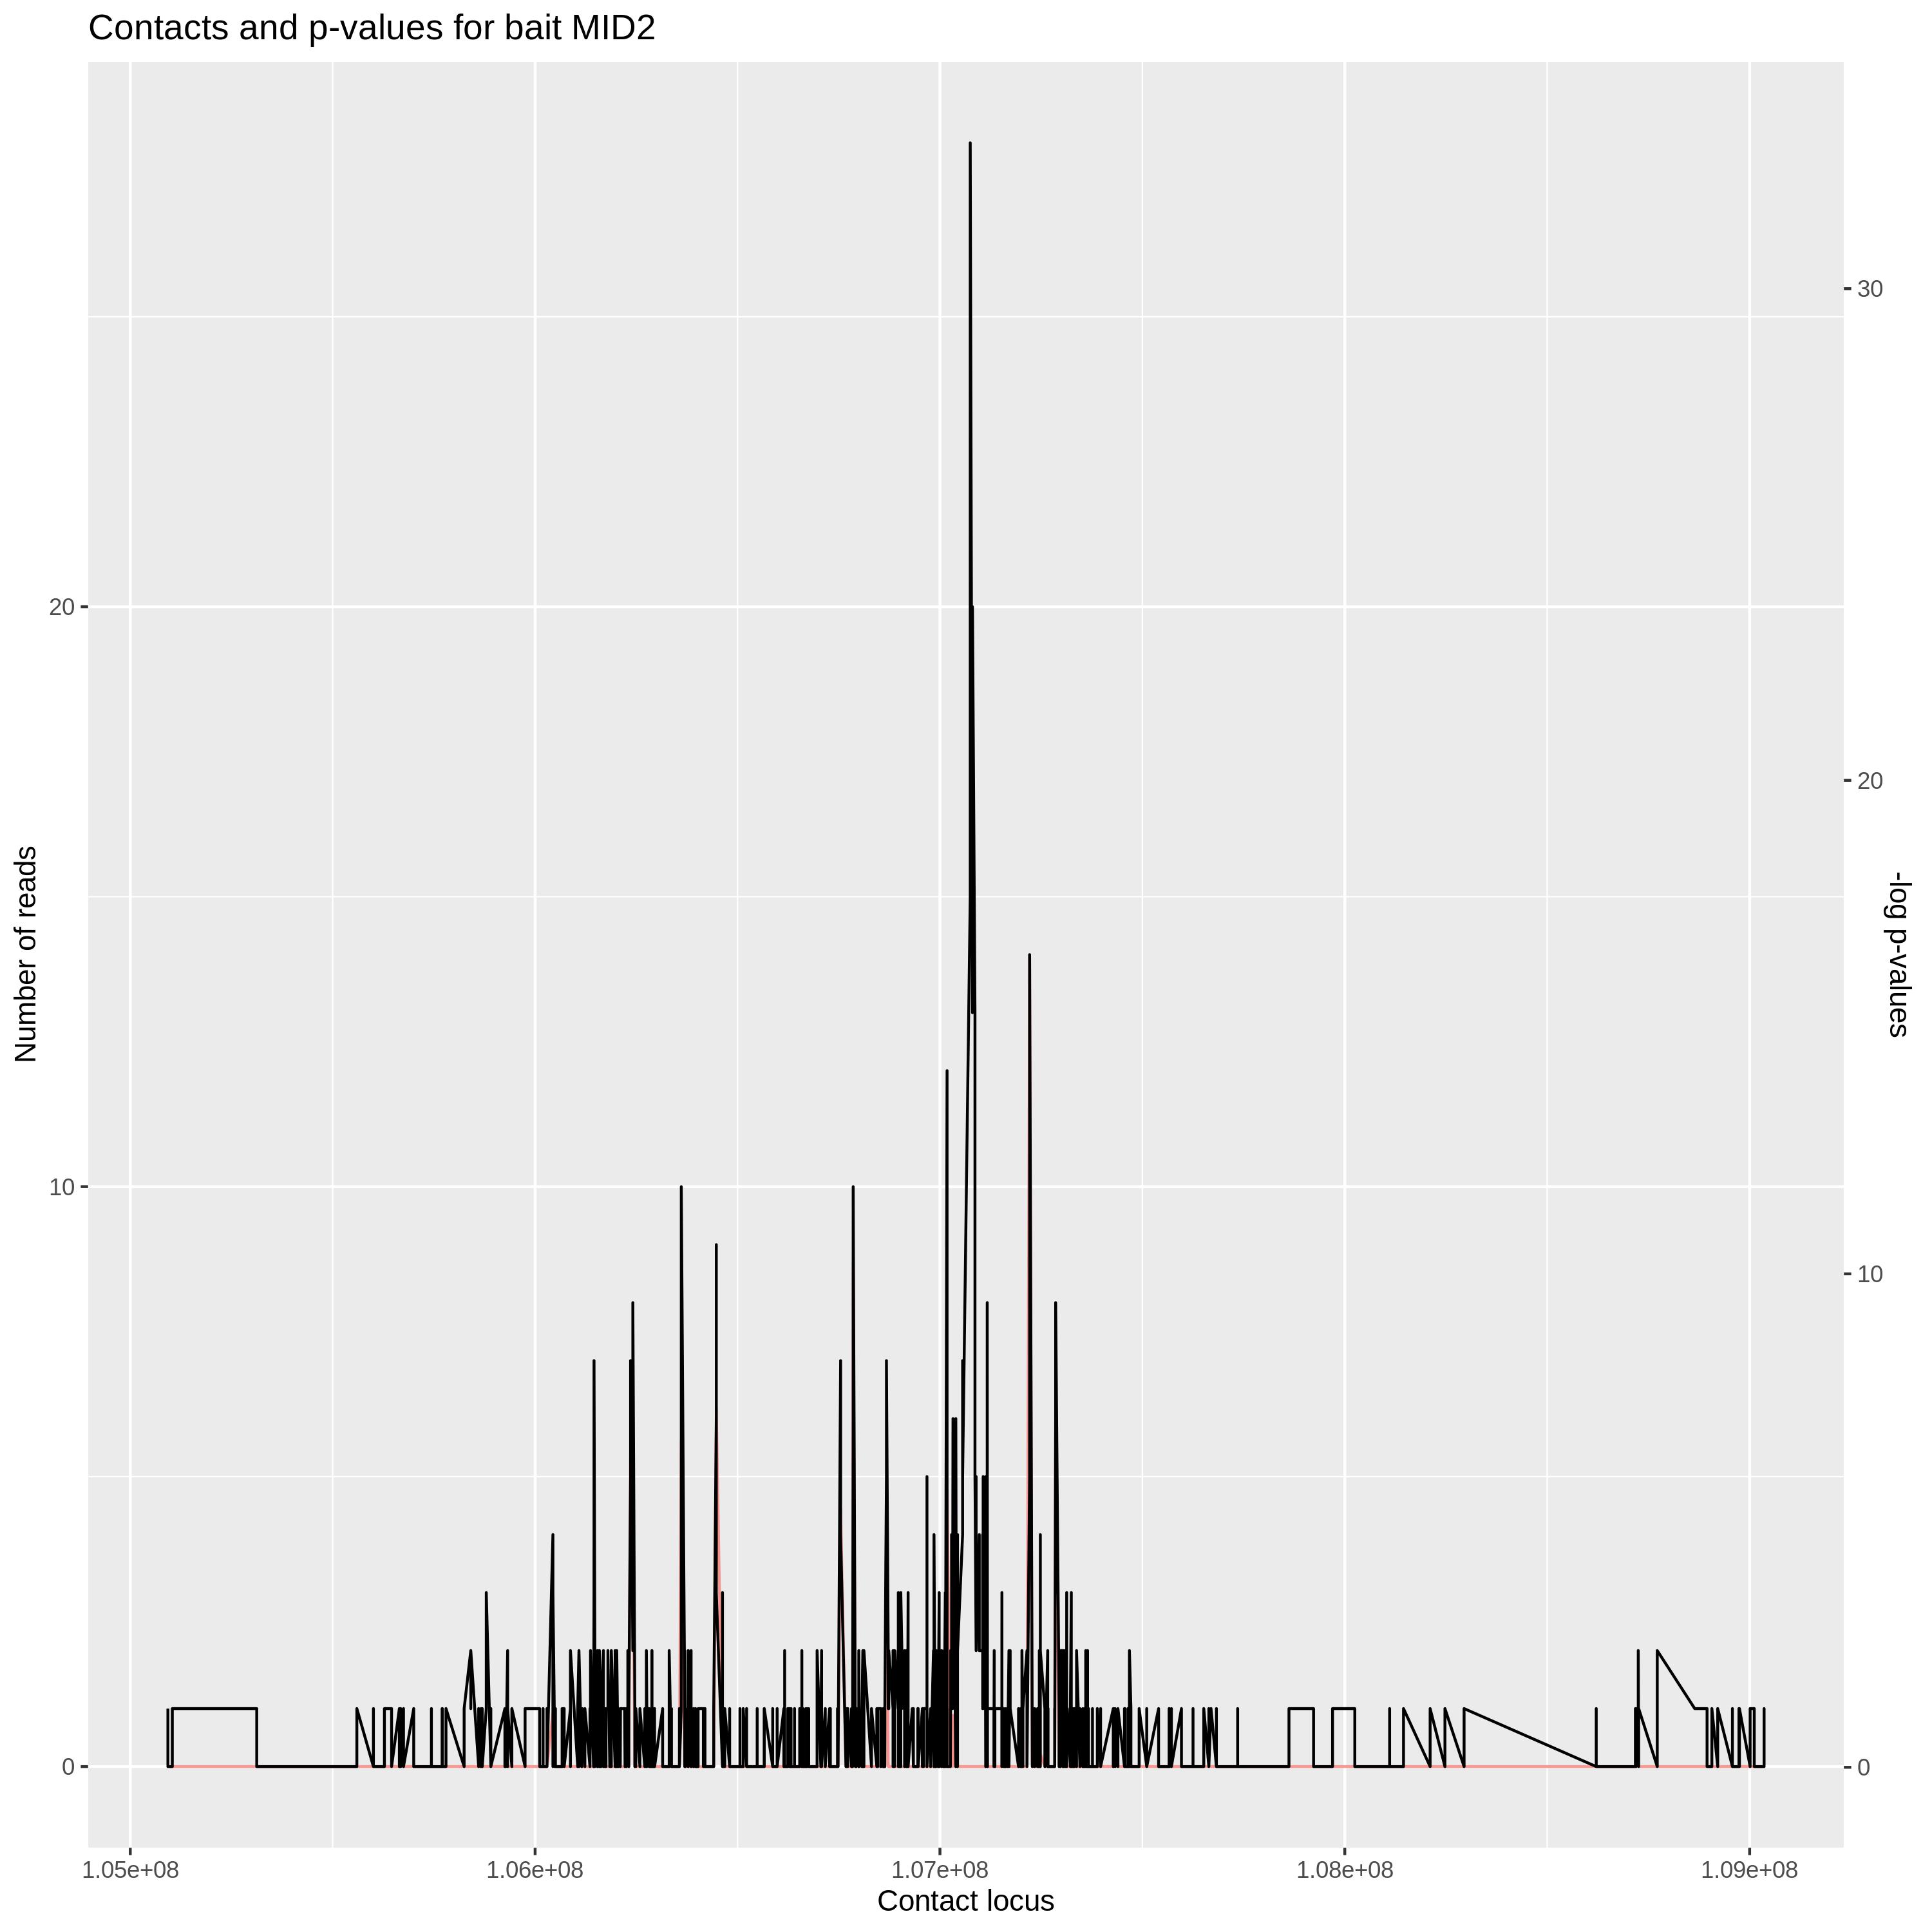 Contacts and p-values for bait MID2
Number of reads
20
10
0
30
20
10
0
-log p-values
1.05e+08
1.06e+08
1.07e+08
1.08e+08
1.09e+08
Contact locus